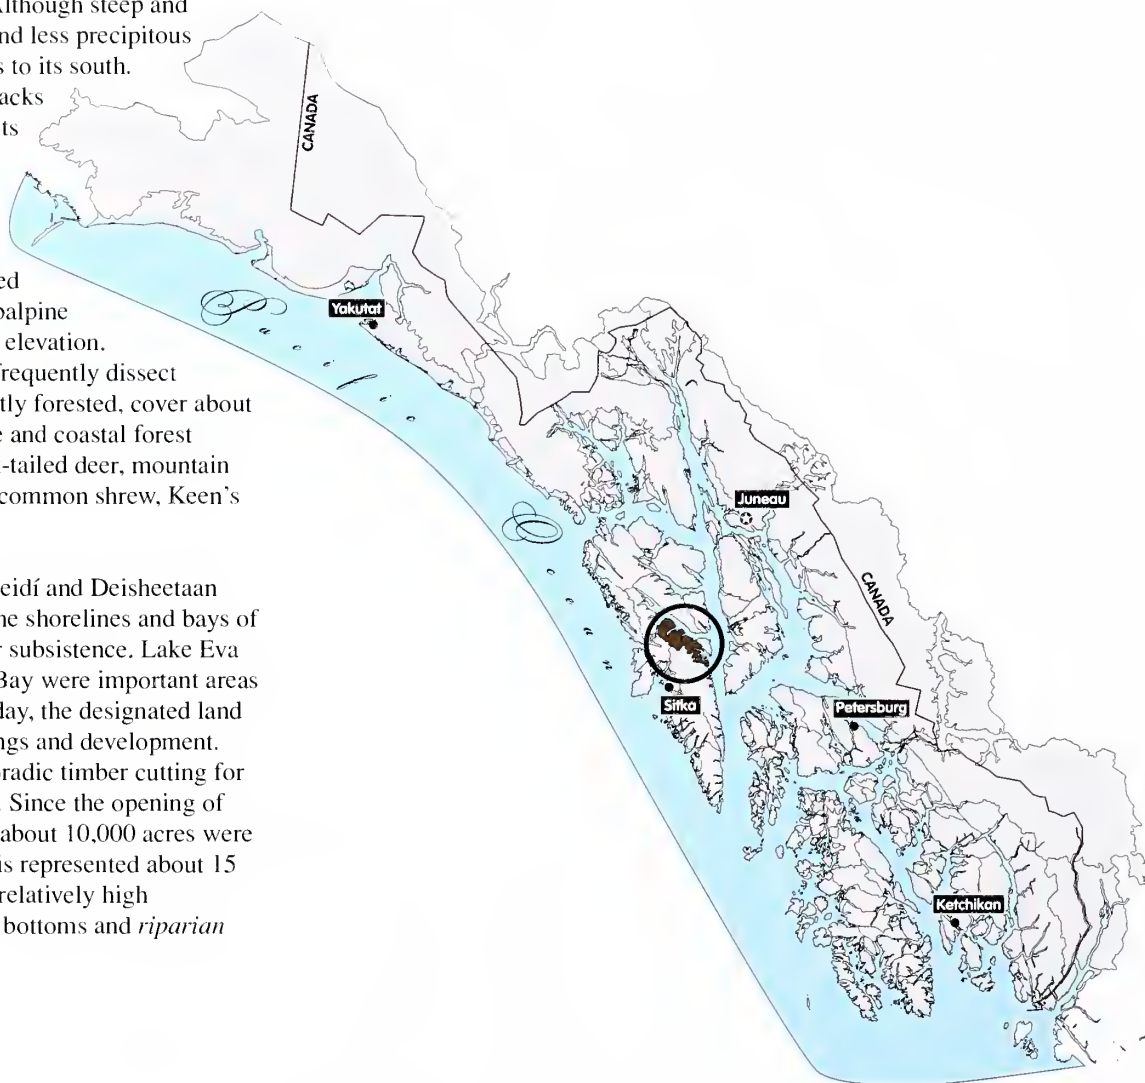 Although steep and
nd less precipitous
s to its south.
acks
ts
ed
balpine
elevation.
frequently dissect
tly forested, cover about
e and coastal forest
-tailed deer, mountain
common shrew, Keen's
eidí and Deisheetaan
he shorelines and bays of
r subsistence. Lake Eva
Bay were important areas
day, the designated land
ngs and development.
oradic timber cutting for
. Since the opening of
about 10,000 acres were
is represented about 15
relatively high
bottoms and riparian
CANADA
Yakutat
Pacific Ocean
Juneau
CANADA
Sitka
Petersburg
Ketchikan